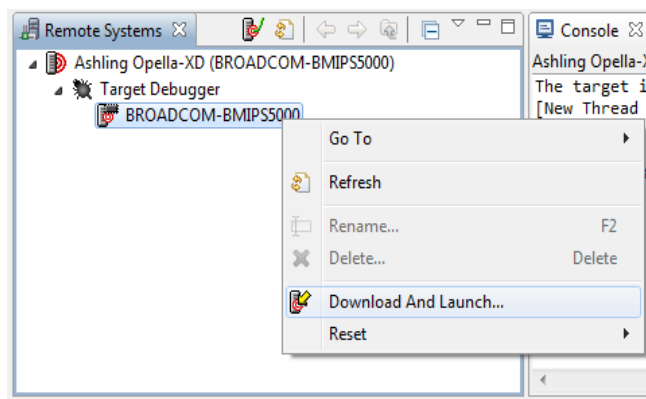 Remote Systems
Console
Ashling Opella-XD (BROADCOM-BMIPS5000)
Ashling Opella-X
Target Debugger
The target i
BROADCOM-BMIPS5000
[New Thread
Go To
Refresh
Rename... F2
Delete... Delete
Download And Launch...
Reset